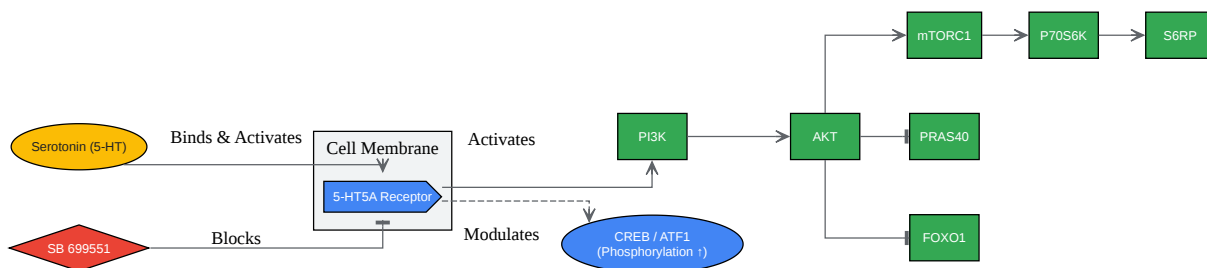 mTORC1
P70S6K
S6RP
Serotonin (5-HT)
Binds & Activates
Cell Membrane
Activates
PI3K
AKT
PRAS40
5-HT5A Receptor
SB 699551
Blocks
Modulates
CREB / ATF1
(Phosphorylation ↑)
FOXO1